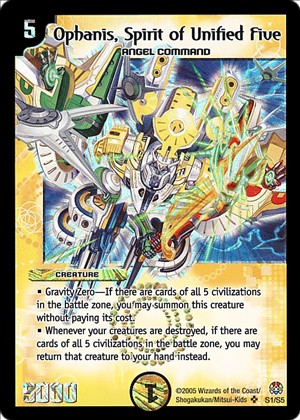 5
Ophanis, Spirit of Unified Five
ANGEL COMMAND
CREATURE
▪ Gravity/Zero—If there are cards of all 5 civilizations
in the battle zone, you may summon this creature
without paying its cost.
▪ Whenever your creatures are destroyed, if there are
cards of all 5 civilizations in the battle zone, you may
return that creature to your hand instead.
1
©2005 Wizards of the Coast/
Shogakukan/Mitsui-Kids
S1/S5